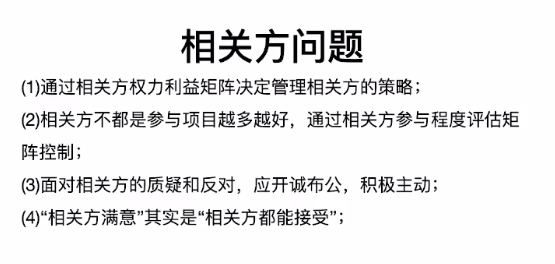 相关方问题
(1)通过相关方权力利益矩阵决定管理相关方的策略；
(2)相关方不都是参与项目越多越好，通过相关方参与程度评估矩
阵控制；
(3)面对相关方的质疑和反对，应开诚布公，积极主动；
(4)“相关方满意”其实是“相关方都能接受”；